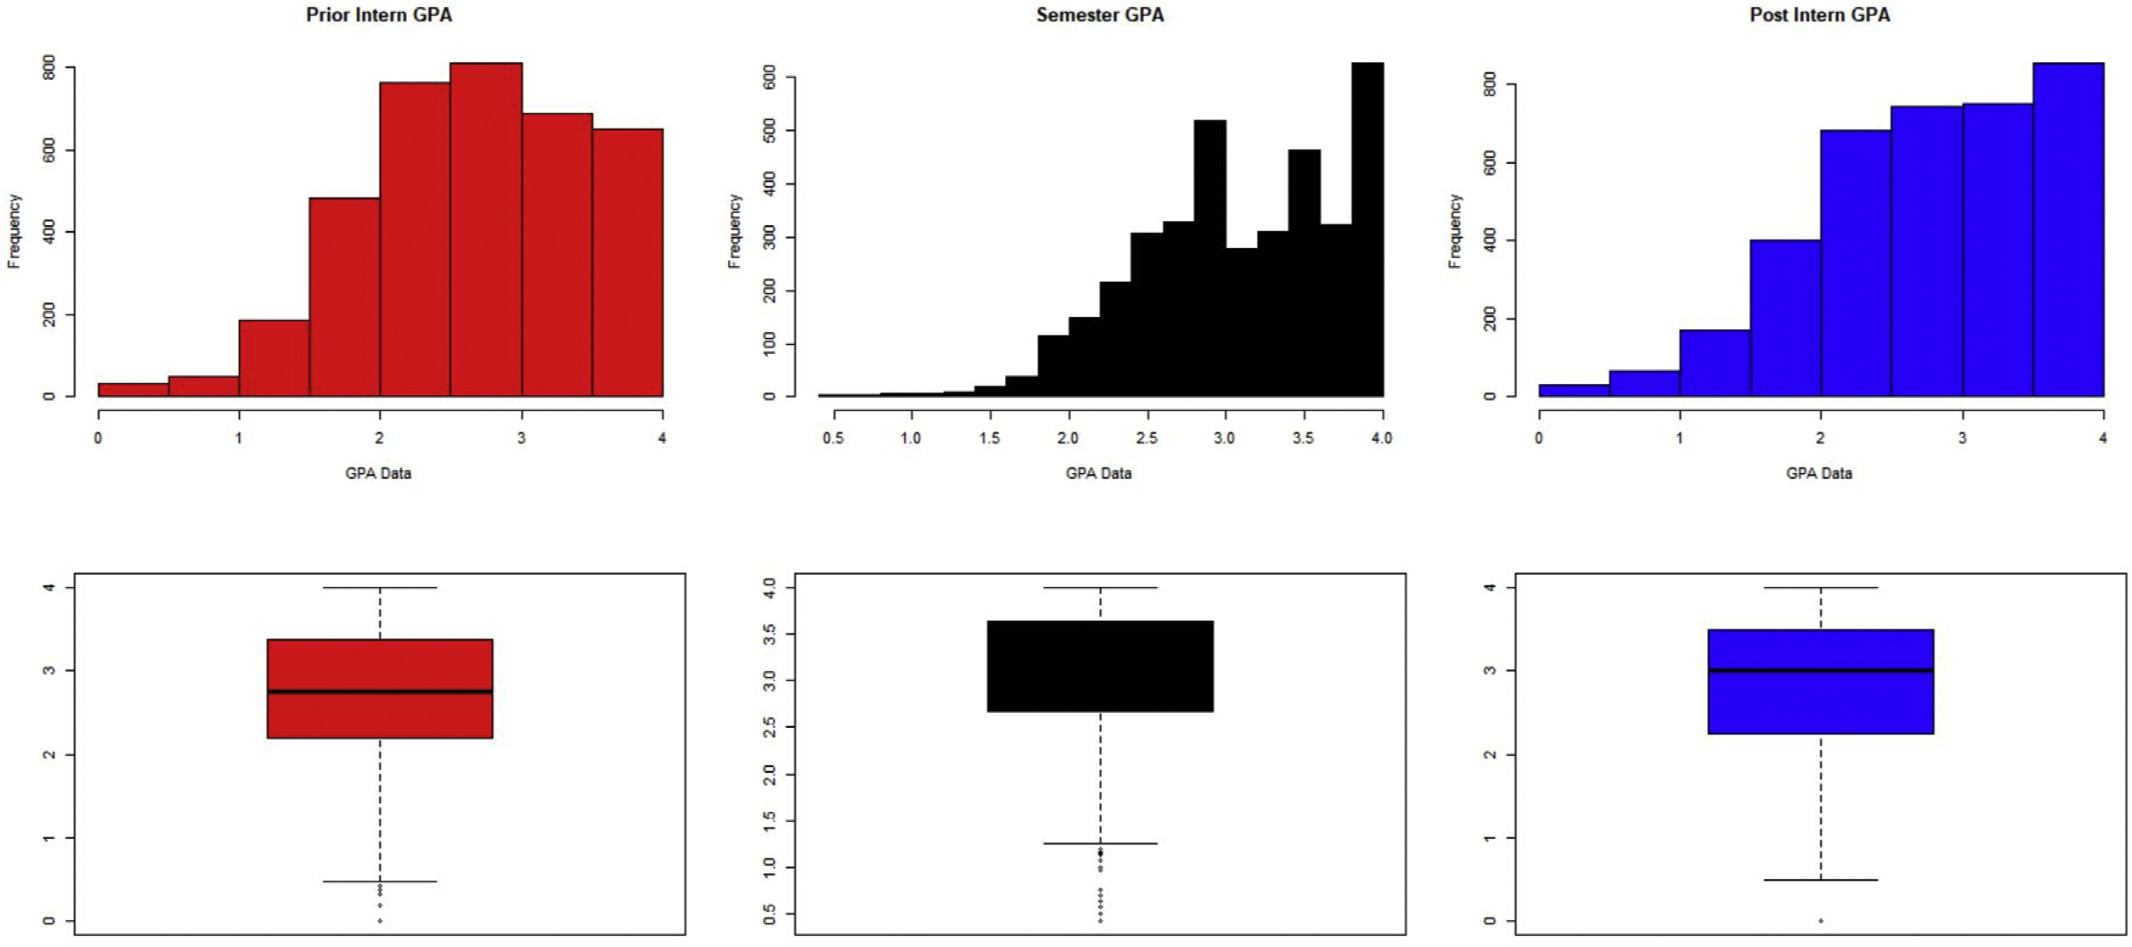 Prior Intern GPA
Frequency
0 200 400 600 800
0 1 2 3 4
GPA Data
Semester GPA
Frequency
0 100 200 300 400 500 600
0.5 1.0 1.5 2.0 2.5 3.0 3.5 4.0
GPA Data
Post Intern GPA
Frequency
0 200 400 600 800
0 1 2 3 4
GPA Data
0 1 2 3 4
0.5 1.0 1.5 2.0 2.5 3.0 3.5 4.0
0 1 2 3 4